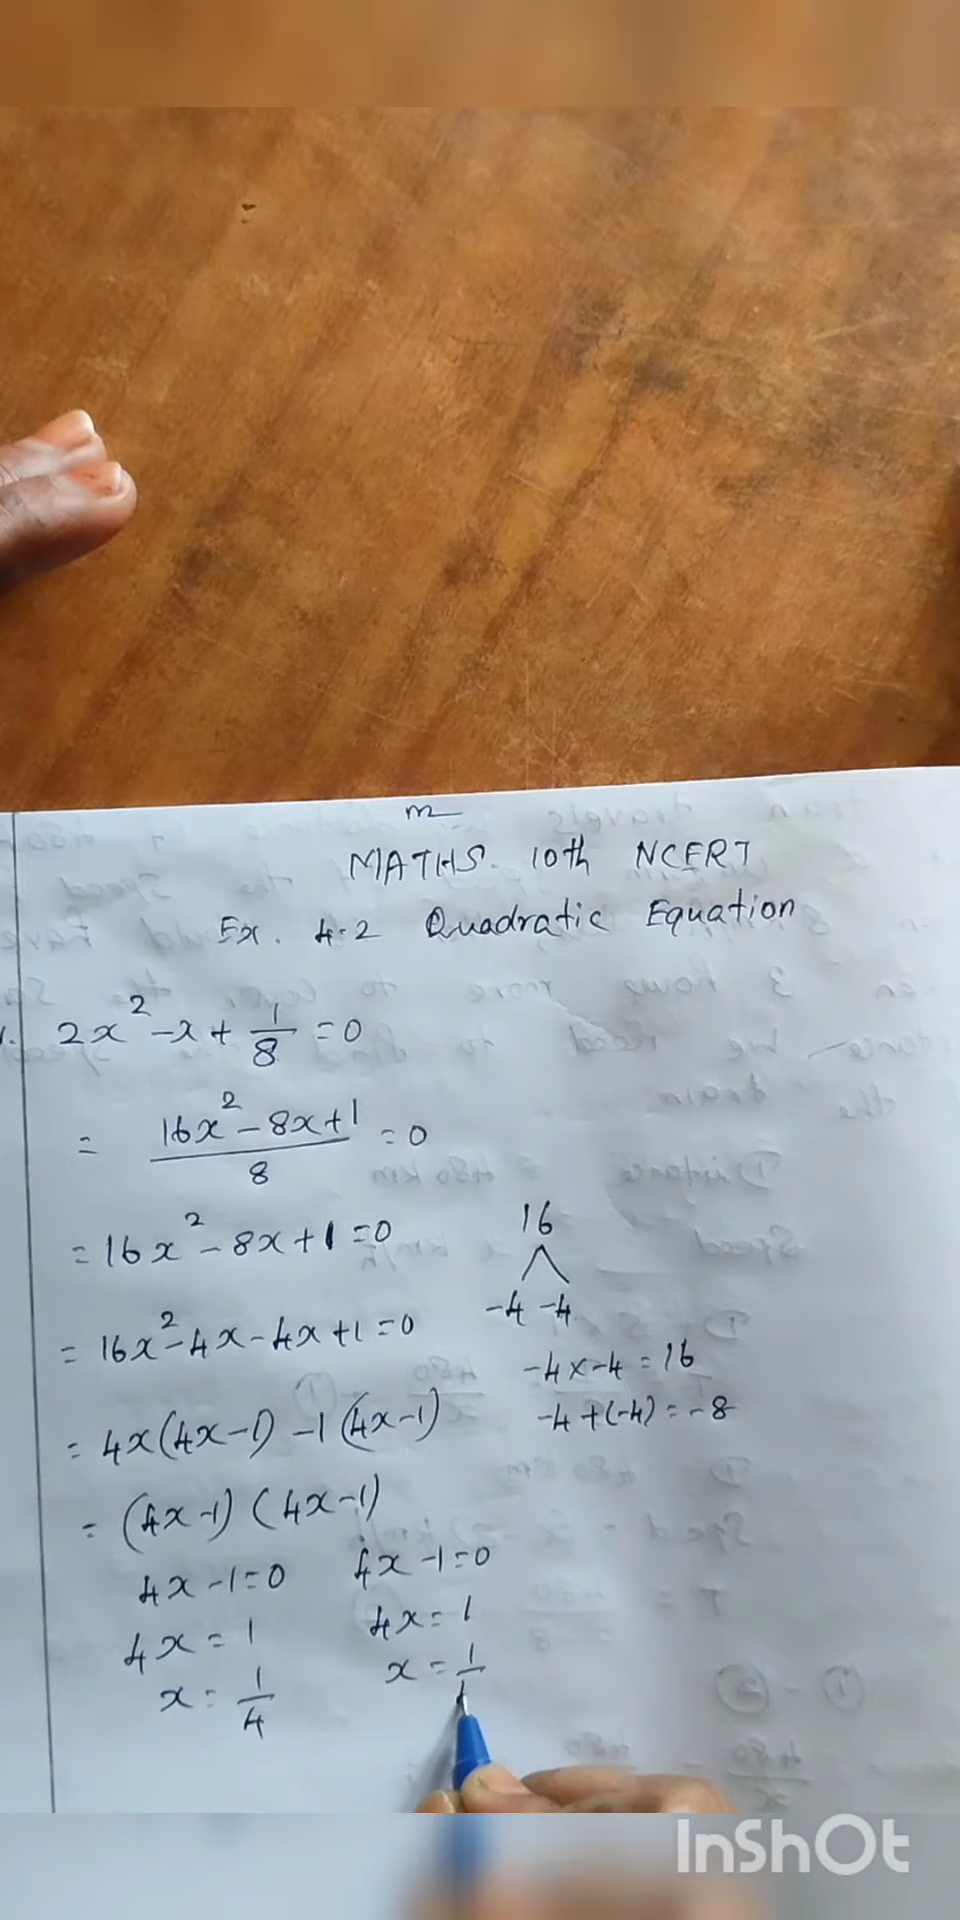 m
MATHS. 10th NCERT
Ex. 4.2 Quadratic Equation
2x² - x + 1/8 = 0
= 16x² - 8x + 1 / 8 = 0
= 16x² - 8x + 1 = 0
16
= 16x² - 4x - 4x + 1 = 0
-4 -4
-4 x -4 = 16
= 4x(4x-1) -1(4x-1)
-4 + (-4) = -8
= (4x-1) (4x-1)
4x - 1 = 0 4x - 1 = 0
4x = 1 4x = 1
x = 1/4 x = 1/
InShOt